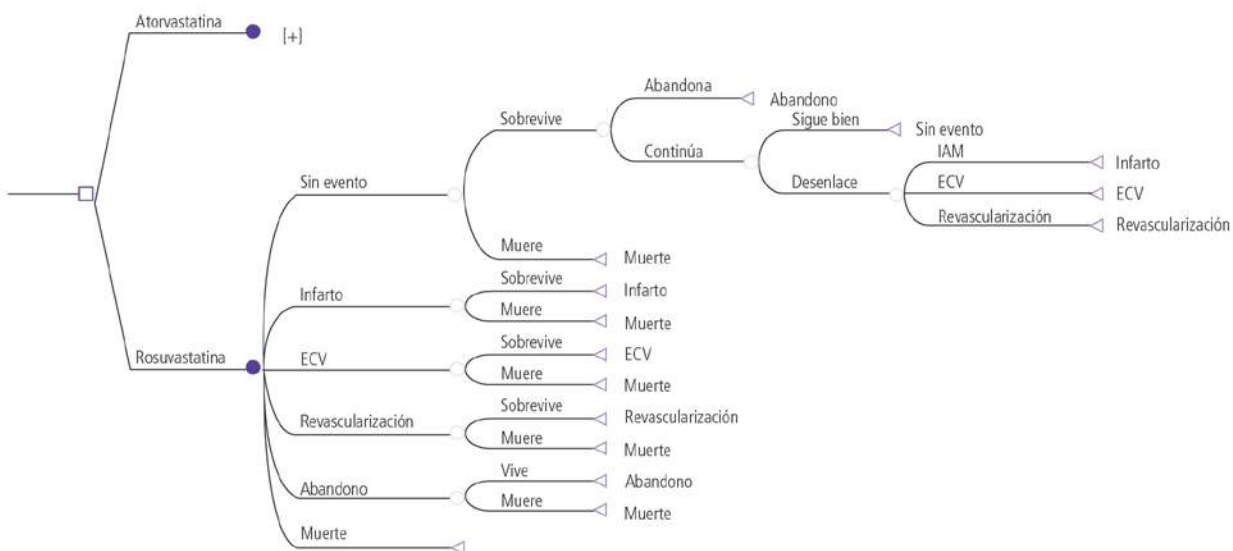 Atorvastatina
[+]
Abandona
Abandono
Sobrevive
Sigue bien
Sin evento
Continúa
IAM
Infarto
Sin evento
Desenlace
ECV
ECV
Revascularización
Revascularización
Muere
Muerte
Sobrevive
Infarto
Infarto
Muere
Muerte
Sobrevive
ECV
Rosuvastatina
ECV
Muere
Muerte
Sobrevive
Revascularización
Revascularización
Muere
Muerte
Vive
Abandono
Abandono
Muere
Muerte
Muerte